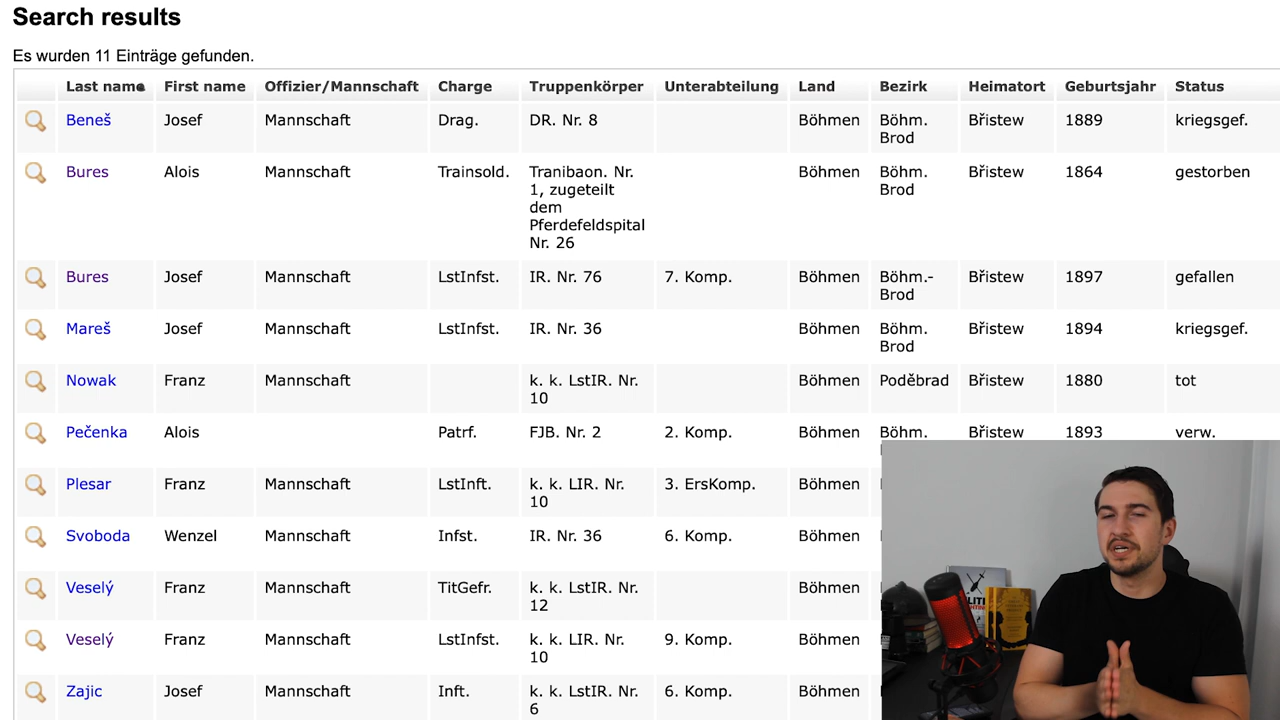 Search results
Es wurden 11 Einträge gefunden.
Last name First name Offizier/Mannschaft Charge Truppenkörper Unterabteilung Land Bezirk Heimatort Geburtsjahr Status
Beneš Josef Mannschaft Drag. DR. Nr. 8 Böhmen Böhm. Brod Břistew 1889 kriegsgef.
Bures Alois Mannschaft Trainsold. Tranibaon. Nr. 1, zugeteilt dem Pferdefeldspital Nr. 26 Böhmen Böhm. Brod Břistew 1864 gestorben
Bures Josef Mannschaft LstInfst. IR. Nr. 76 7. Komp. Böhmen Böhm.-Brod Břistew 1897 gefallen
Mareš Josef Mannschaft LstInfst. IR. Nr. 36 Böhmen Böhm. Brod Břistew 1894 kriegsgef.
Nowak Franz Mannschaft k. k. LstIR. Nr. 10 Böhmen Poděbrad Břistew 1880 tot
Pečenka Alois Patrf. FJB. Nr. 2 2. Komp. Böhmen Böhm. Břistew 1893 verw.
Plesar Franz Mannschaft LstInft. k. k. LIR. Nr. 10 3. ErsKomp. Böhmen
Svoboda Wenzel Mannschaft Infst. IR. Nr. 36 6. Komp. Böhmen
Veselý Franz Mannschaft TitGefr. k. k. LstIR. Nr. 12 Böhmen
Veselý Franz Mannschaft LstInfst. k. k. LIR. Nr. 10 9. Komp. Böhmen
Zajic Josef Mannschaft Inft. k. k. LstIR. Nr. 6 6. Komp. Böhmen